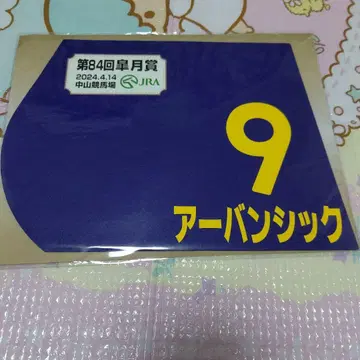 第84回皐月賞
2024.4.14
中山競馬場
JRA
9
アーバンシック